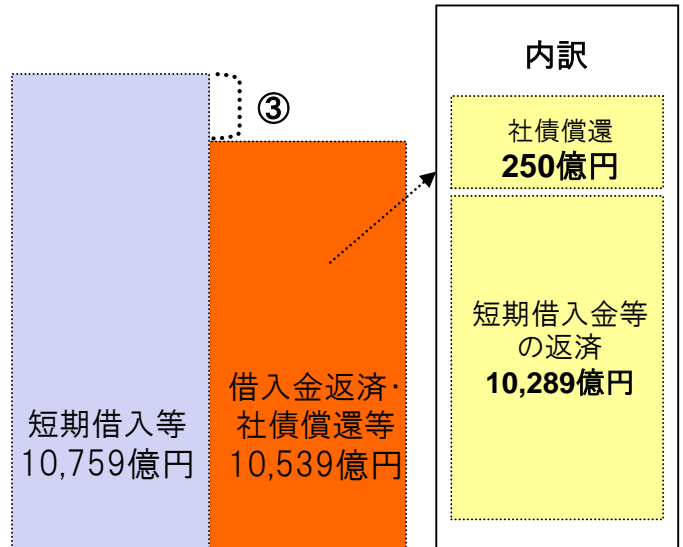 内訳
③
社債償還
250億円
短期借入金等
の返済
10,289億円
短期借入等
10,759億円
借入金返済・
社債償還等
10,539億円